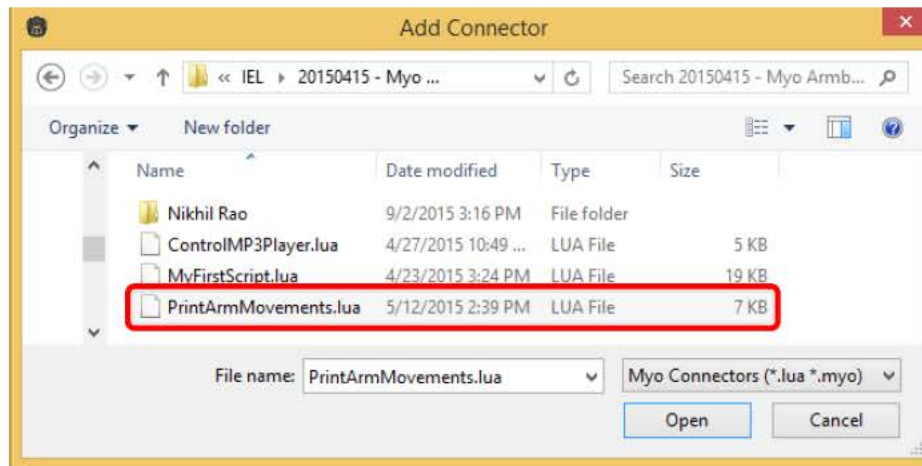 Add Connector
« IEL 20150415 - Myo ... Search 20150415 - Myo Armb...
Organize New folder
Name Date modified Type Size
Nikhil Rao 9/2/2015 3:16 PM File folder
ControlMP3Player.lua 4/27/2015 10:49 ... LUA File 5 KB
MyFirstScript.lua 4/23/2015 3:24 PM LUA File 19 KB
PrintArmMovements.lua 5/12/2015 2:39 PM LUA File 7 KB
File name: PrintArmMovements.lua Myo Connectors (*.lua *.myo)
Open Cancel